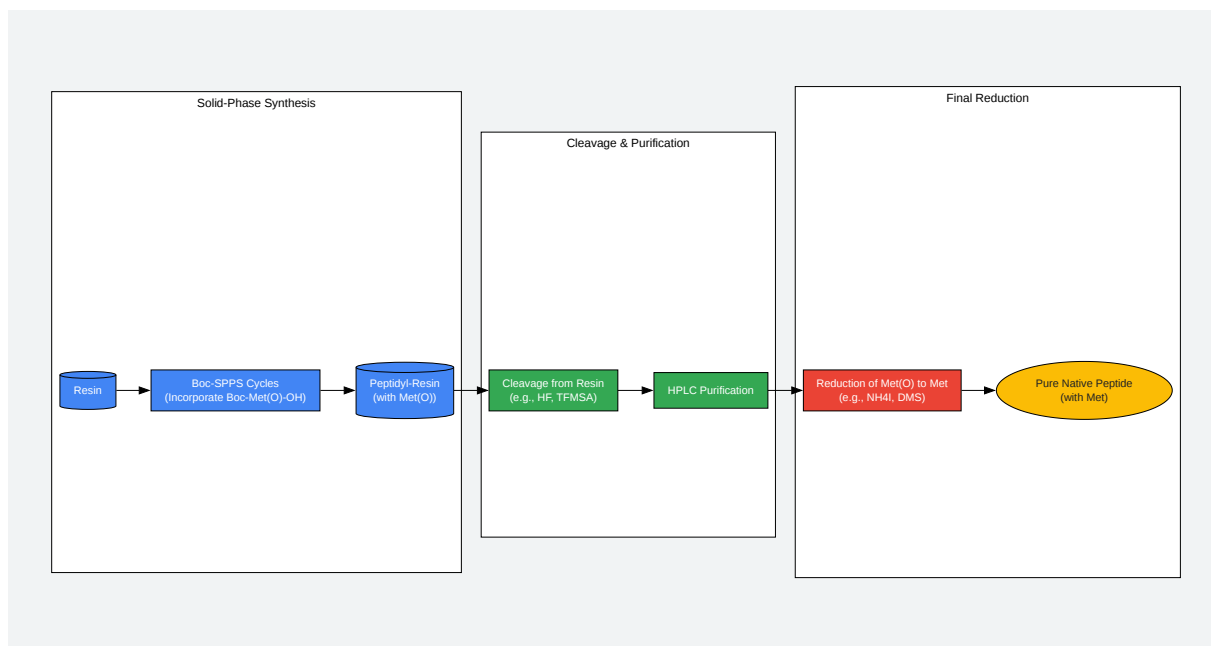 Solid-Phase Synthesis
Resin
Boc-SPPS Cycles
(Incorporate Boc-Met(O)-OH)
Peptidyl-Resin
(with Met(O))
Cleavage & Purification
Cleavage from Resin
(e.g., HF, TFMSA)
HPLC Purification
Final Reduction
Reduction of Met(O) to Met
(e.g., NH4I, DMS)
Pure Native Peptide
(with Met)